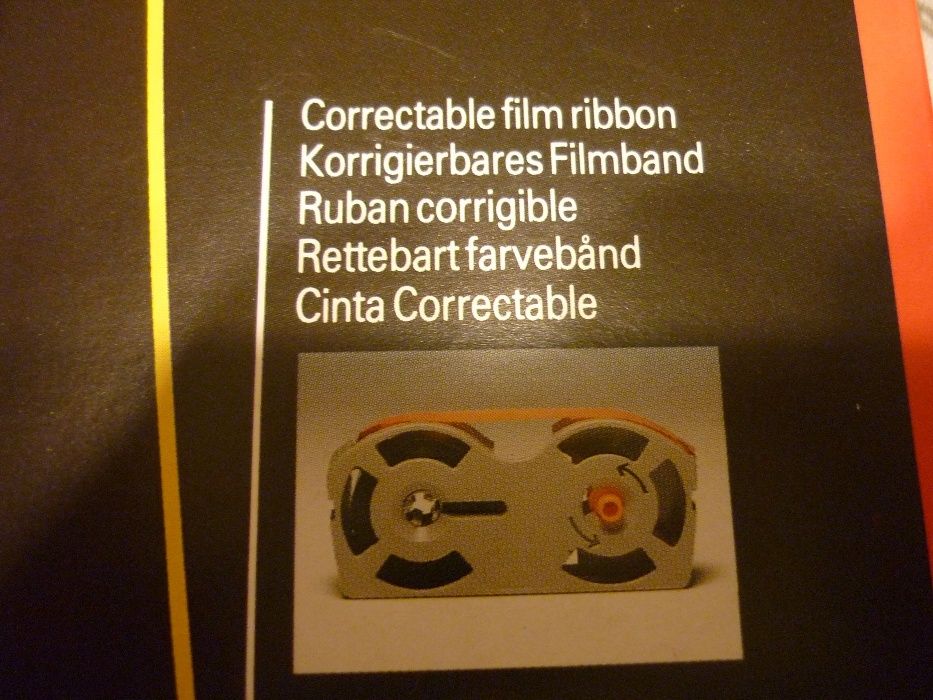 Correctable film ribbon
Korrigierbares Filmband
Ruban corrigible
Rettebart farvebånd
Cinta Correctable